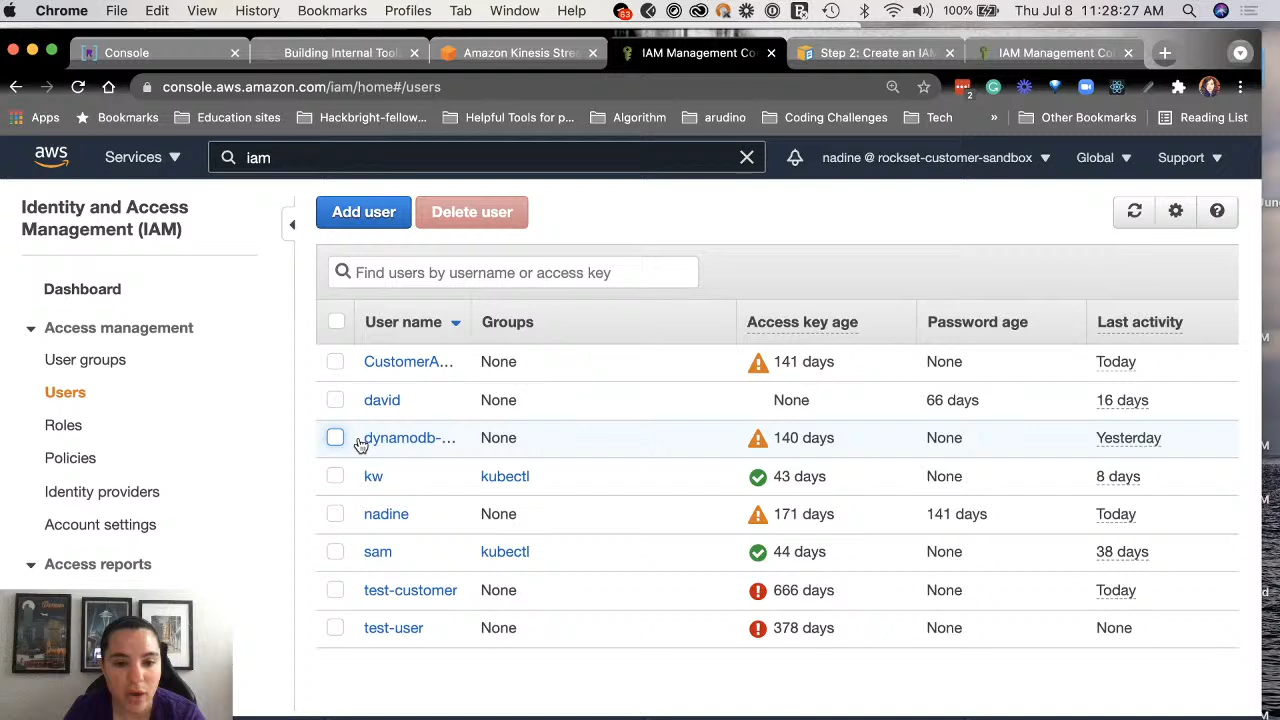 Chrome File Edit View History Bookmarks Profiles Tab Window Help 63 100% Thu Jul 8 11:28:27 AM
Console Building Internal Tool Amazon Kinesis Stre IAM Management Co Step 2: Create an IA IAM Management Co
console.aws.amazon.com/iam/home#/users 2
Apps Bookmarks Education sites Hackbright-fellow... Helpful Tools for p... Algorithm arudino Coding Challenges Tech » Other Bookmarks Reading List
aws Services iam nadine @ rockset-customer-sandbox Global Support
Identity and Access
Management (IAM)
Dashboard
Access management
User groups
Users
Roles
Policies
Identity providers
Account settings
Access reports
Add user Delete user
Find users by username or access key
User name Groups Access key age Password age Last activity
CustomerA... None 141 days None Today
david None None 66 days 16 days
dynamodb-... None 140 days None Yesterday
kw kubectl 43 days None 8 days
nadine None 171 days 141 days Today
sam kubectl 44 days None 38 days
test-customer None 666 days None Today
test-user None 378 days None None